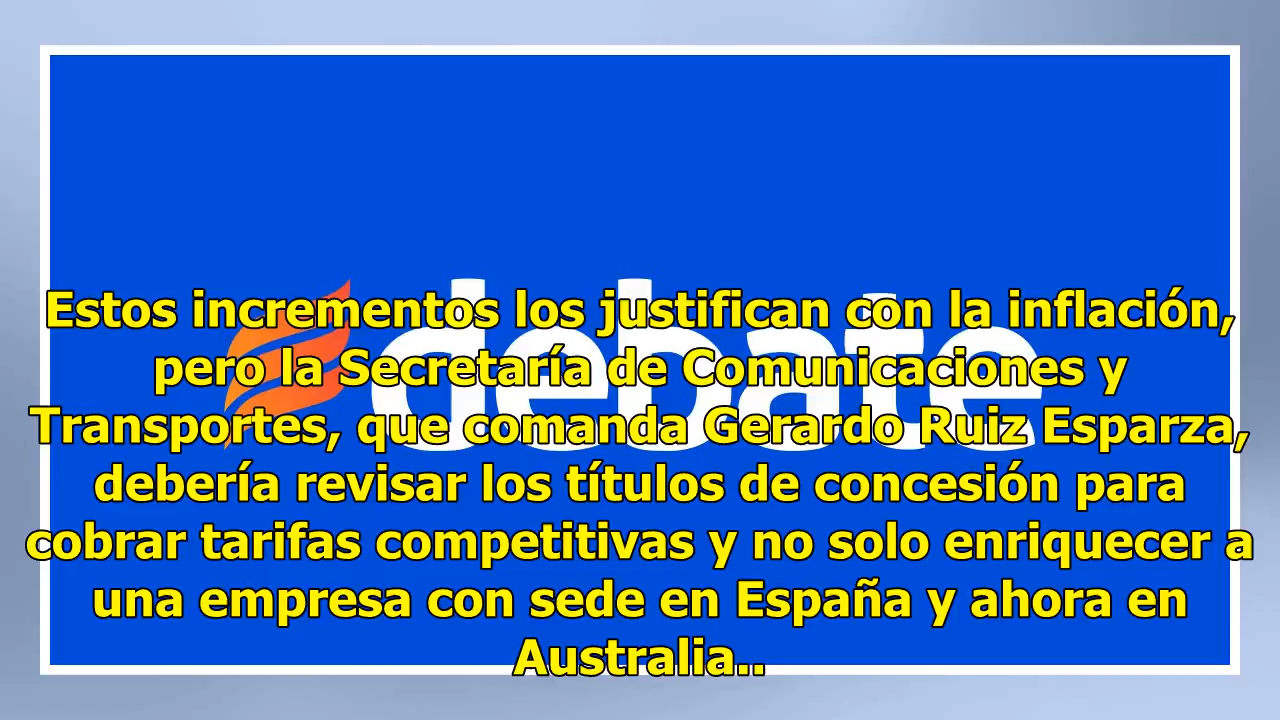 debate
Estos incrementos los justifican con la inflación,
pero la Secretaría de Comunicaciones y
Transportes, que comanda Gerardo Ruiz Esparza,
debería revisar los títulos de concesión para
cobrar tarifas competitivas y no solo enriquecer a
una empresa con sede en España y ahora en
Australia..